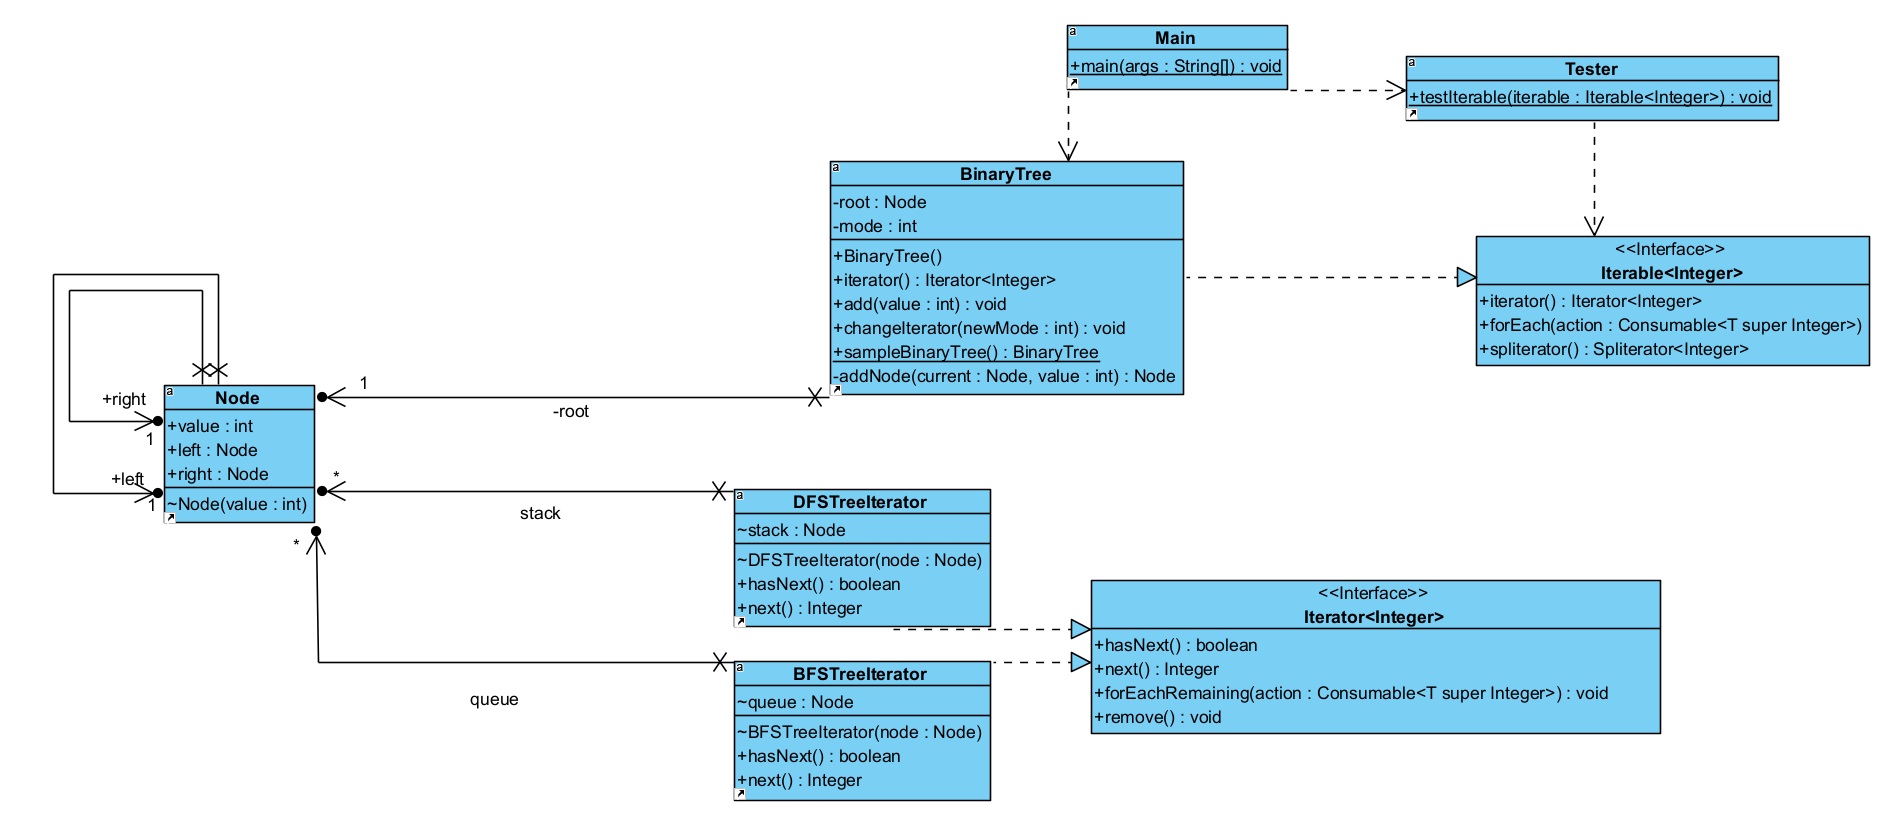 a
Main
+main(args : String[]) : void
a
Tester
+testIterable(iterable : Iterable<Integer>) : void
a
BinaryTree
-root : Node
-mode : int
+BinaryTree()
+iterator() : Iterator<Integer>
+add(value : int) : void
+changeIterator(newMode : int) : void
+sampleBinaryTree() : BinaryTree
-addNode(current : Node, value : int) : Node
<<Interface>>
Iterable<Integer>
+iterator() : Iterator<Integer>
+forEach(action : Consumable<T super Integer>)
+spliterator() : Spliterator<Integer>
+right
1
+left
1
a
Node
+value : int
+left : Node
+right : Node
~Node(value : int)
1
-root
*
stack
*
queue
a
DFSTreeIterator
~stack : Node
~DFSTreeIterator(node : Node)
+hasNext() : boolean
+next() : Integer
a
BFSTreeIterator
~queue : Node
~BFSTreeIterator(node : Node)
+hasNext() : boolean
+next() : Integer
<<Interface>>
Iterator<Integer>
+hasNext() : boolean
+next() : Integer
+forEachRemaining(action : Consumable<T super Integer>) : void
+remove() : void